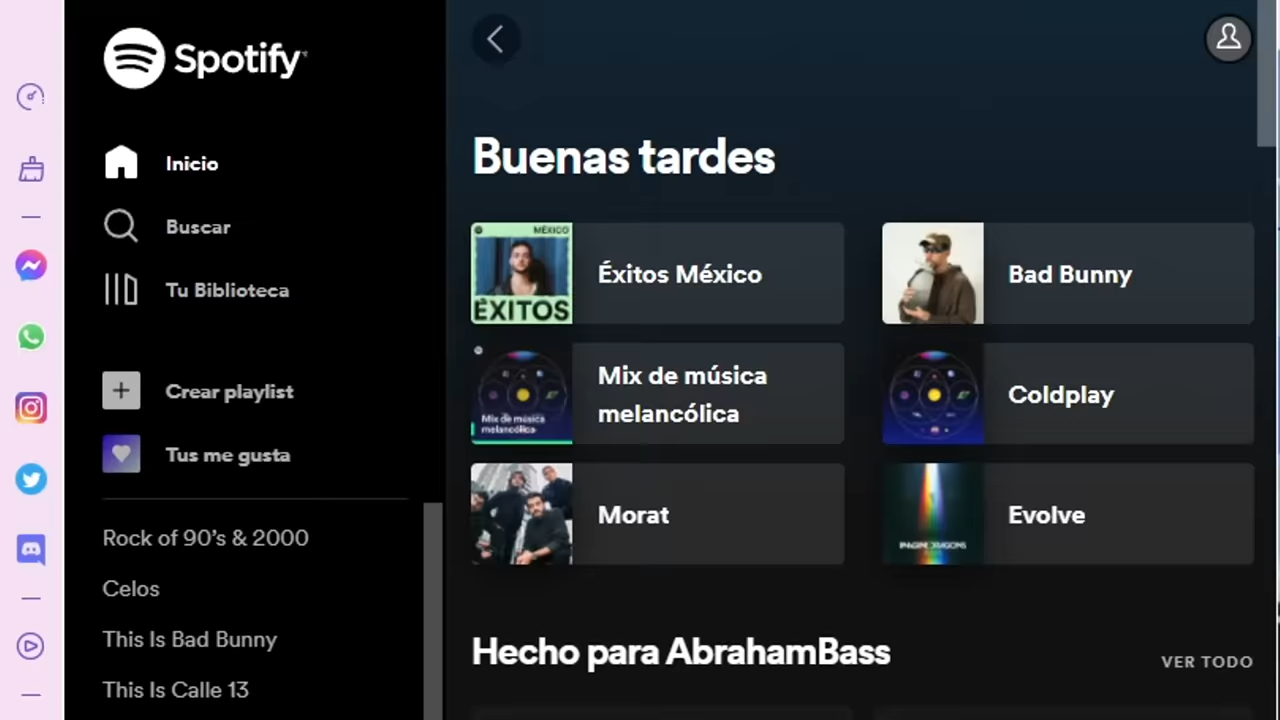 Spotify
Inicio
Buscar
Tu Biblioteca
Crear playlist
Tus me gusta
Rock of 90's & 2000
Celos
This Is Bad Bunny
This Is Calle 13
Buenas tardes
MÉXICO
ÉXITOS
Éxitos México
Bad Bunny
Mix de música
melancólica
Mix de música
melancólica
Coldplay
Morat
IMAGINE DRAGONS
Evolve
Hecho para AbrahamBass
VER TODO